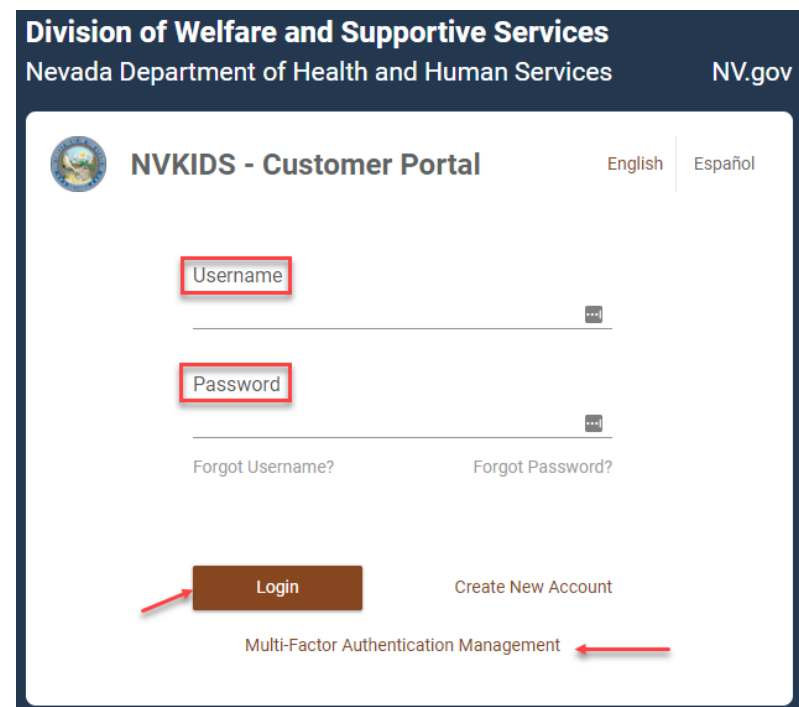 Division of Welfare and Supportive Services
Nevada Department of Health and Human Services NV.gov
NVKIDS - Customer Portal English Español
Username
Password
Forgot Username? Forgot Password?
Login Create New Account
Multi-Factor Authentication Management